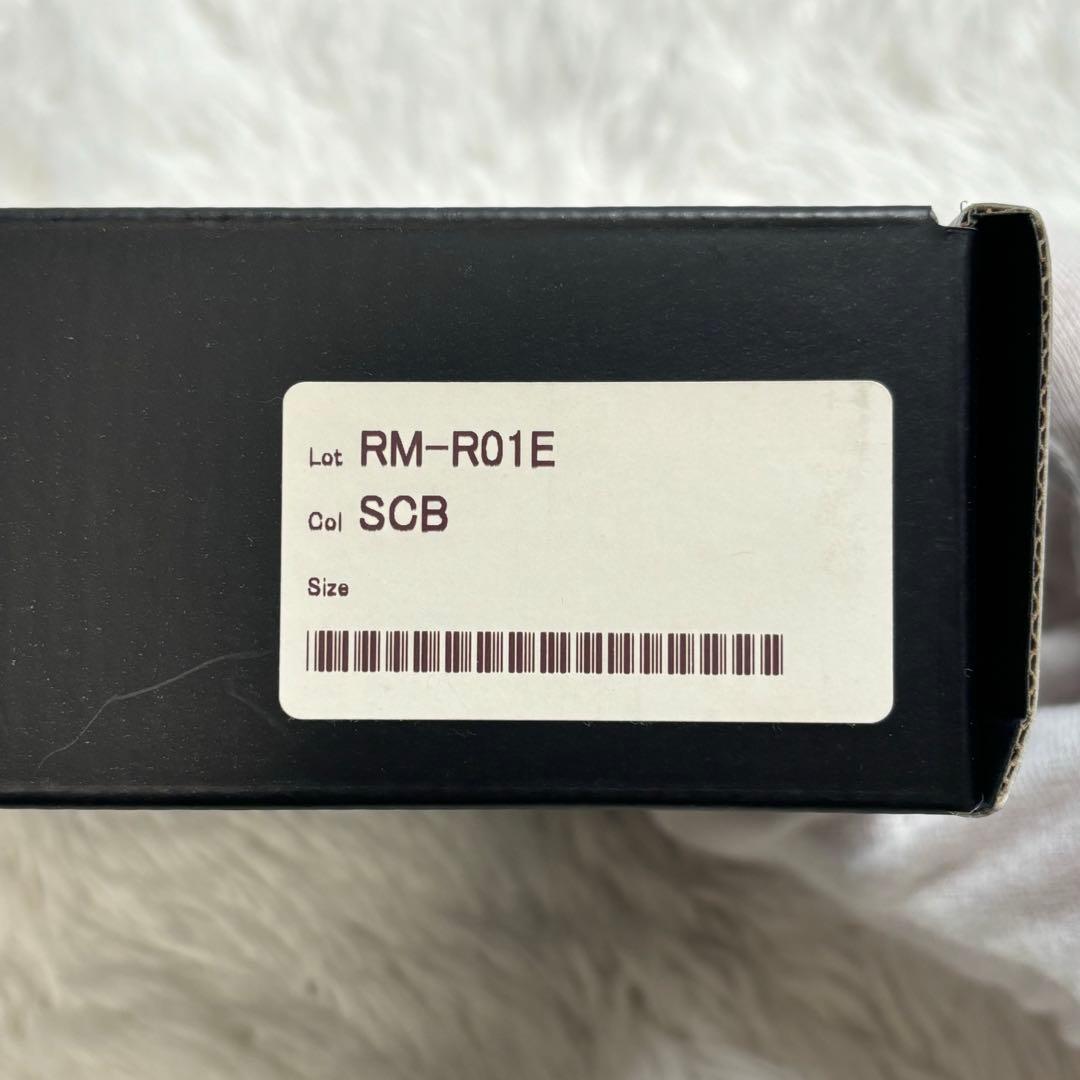 Lot RM-R01E
Col SCB
Size